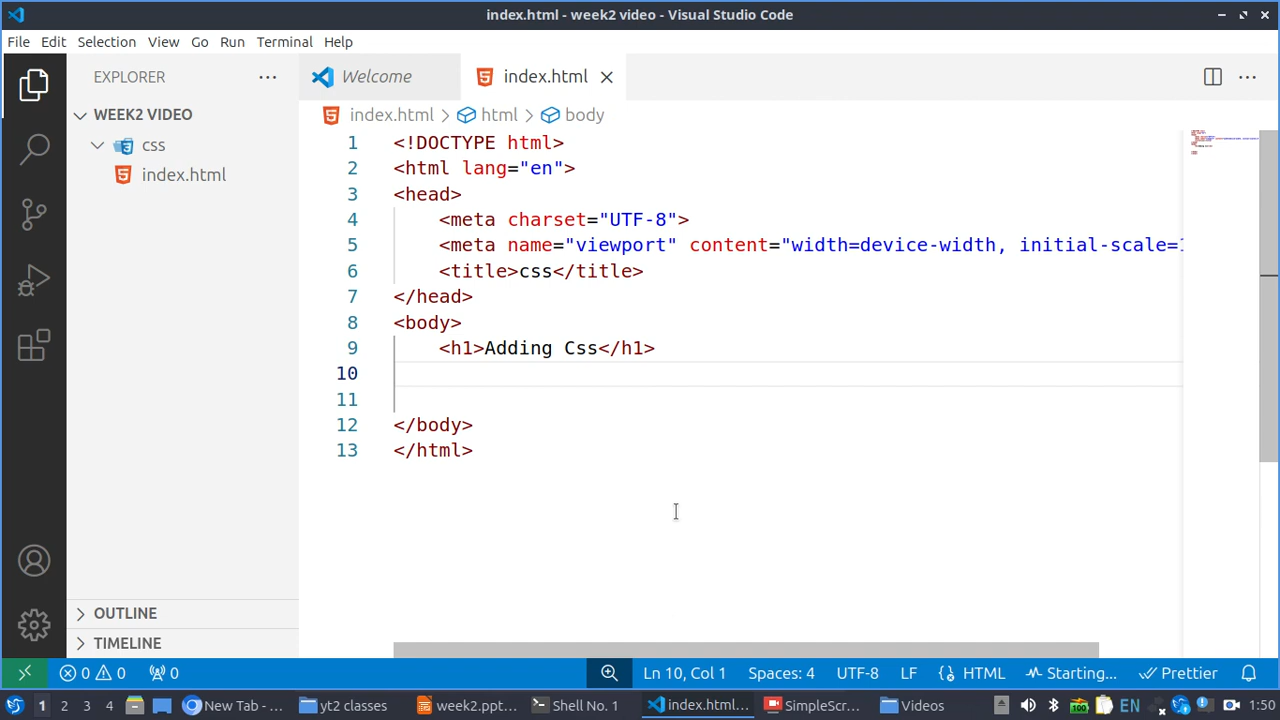 index.html - week2 video - Visual Studio Code
File Edit Selection View Go Run Terminal Help
EXPLORER
Welcome
index.html
WEEK2 VIDEO
css
index.html
index.html > html > body
1 <!DOCTYPE html>
2 <html lang="en">
3 <head>
4 <meta charset="UTF-8">
5 <meta name="viewport" content="width=device-width, initial-scale=1
6 <title>css</title>
7 </head>
8 <body>
9 <h1>Adding Css</h1>
10
11
12 </body>
13 </html>
OUTLINE
TIMELINE
0 0 0 Ln 10, Col 1 Spaces: 4 UTF-8 LF {} HTML Starting... Prettier
1 2 3 4 New Tab - ... yt2 classes week2.ppt... Shell No. 1 index.html... SimpleScr... Videos 100 EN 1:50